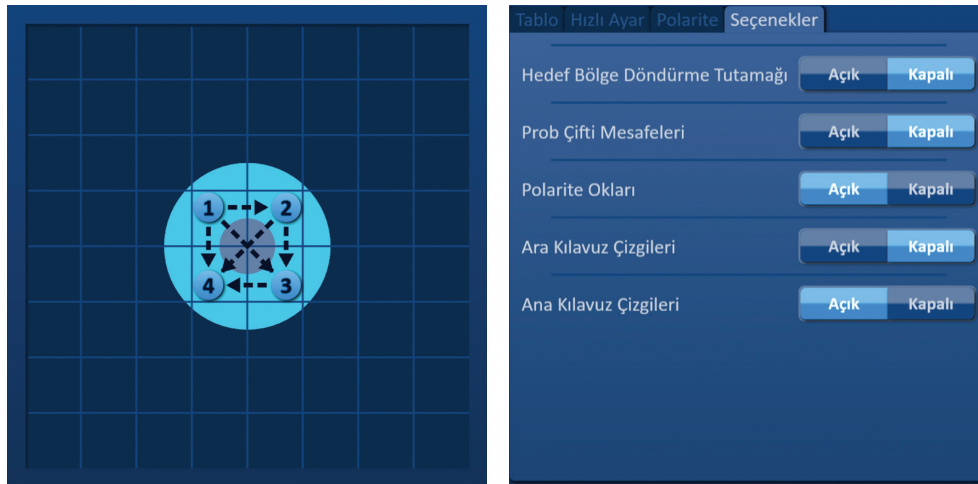 1 2
4 3
Tablo Hızlı Ayar Polarite Seçenekler
Hedef Bölge Döndürme Tutamağı Açık Kapalı
Prob Çifti Mesafeleri Açık Kapalı
Polarite Okları Açık Kapalı
Ara Kılavuz Çizgileri Açık Kapalı
Ana Kılavuz Çizgileri Açık Kapalı